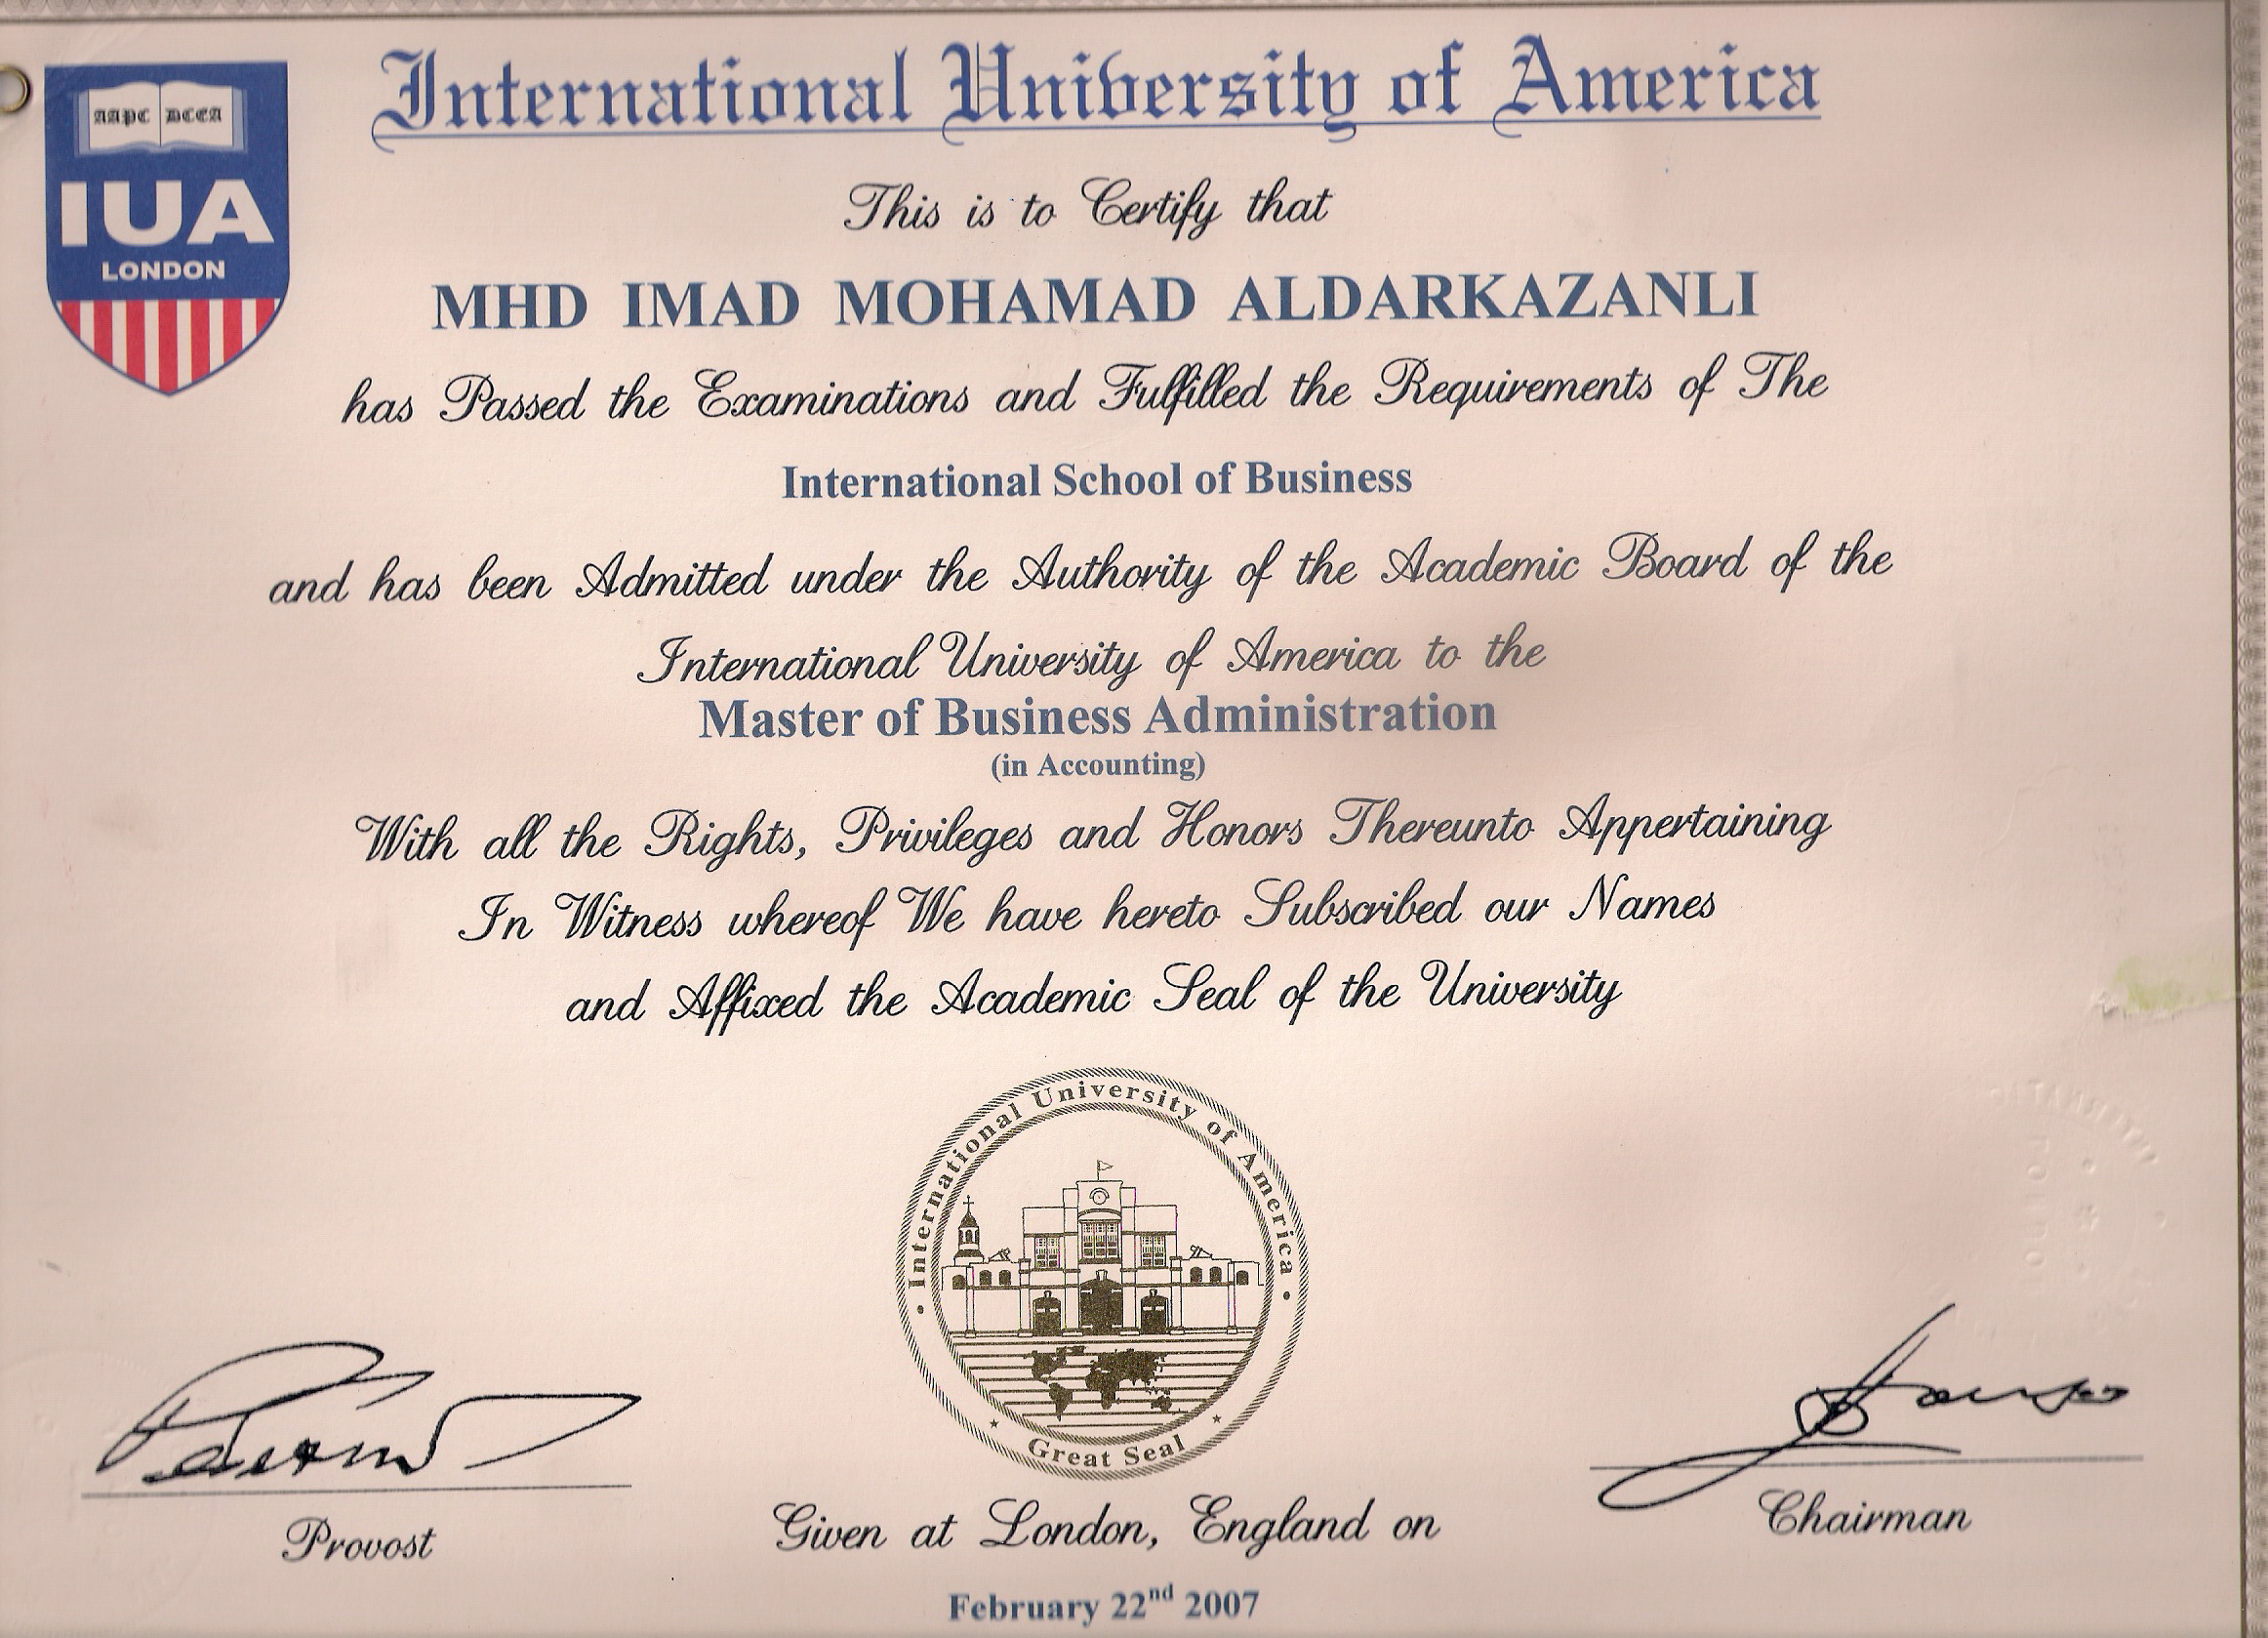 International University of America
AAPC DCEA
IUA
LONDON
This is to Certify that
MHD IMAD MOHAMAD ALDARKAZANLI
has Passed the Examinations and Fulfilled the Requirements of The
International School of Business
and has been Admitted under the Authority of the Academic Board of the
International University of America to the
Master of Business Administration
(in Accounting)
With all the Rights, Privileges and Honors Thereunto Appertaining
In Witness whereof We have hereto Subscribed our Names
and Affixed the Academic Seal of the University
International University of America
Great Seal
Provost
Chairman
Given at London, England on
February 22nd 2007